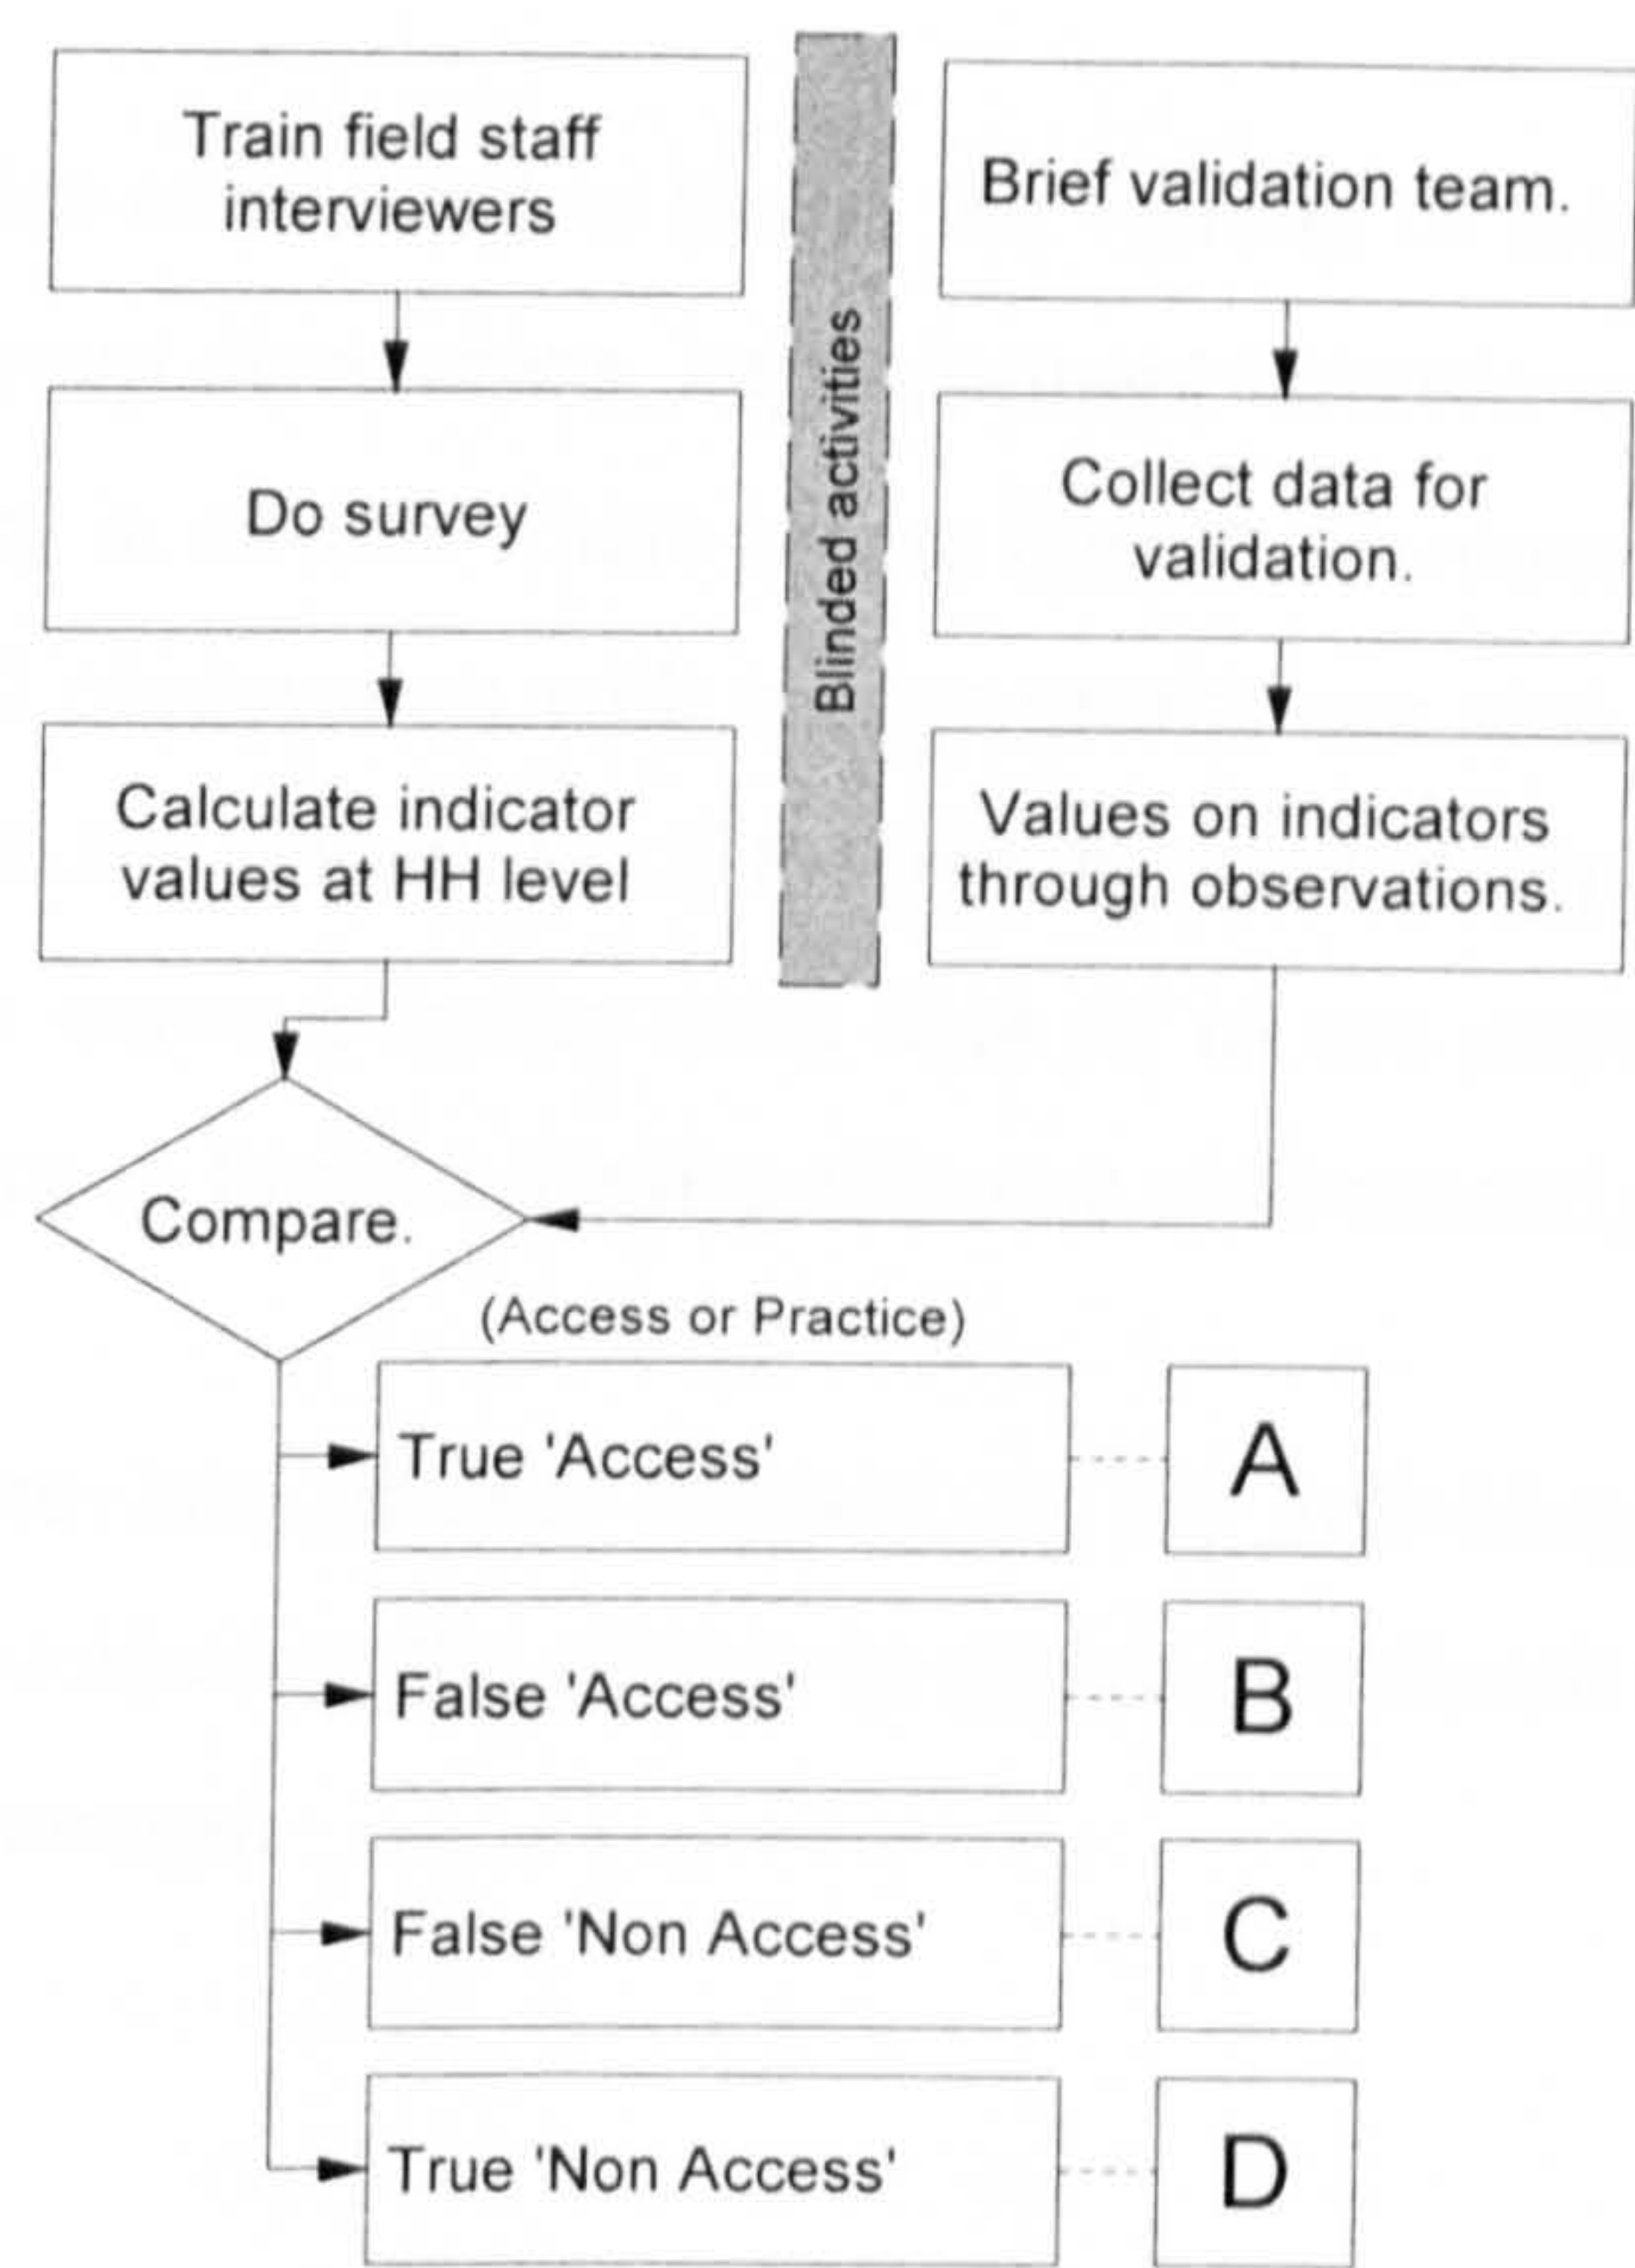 Train field staff
interviewers
Do survey
Calculate indicator
values at HH level
Blinded activities
Brief validation team.
Collect data for
validation.
Values on indicators
through observations.
Compare.
(Access or Practice)
True 'Access'
A
False 'Access'
B
False 'Non Access'
C
True 'Non Access'
D